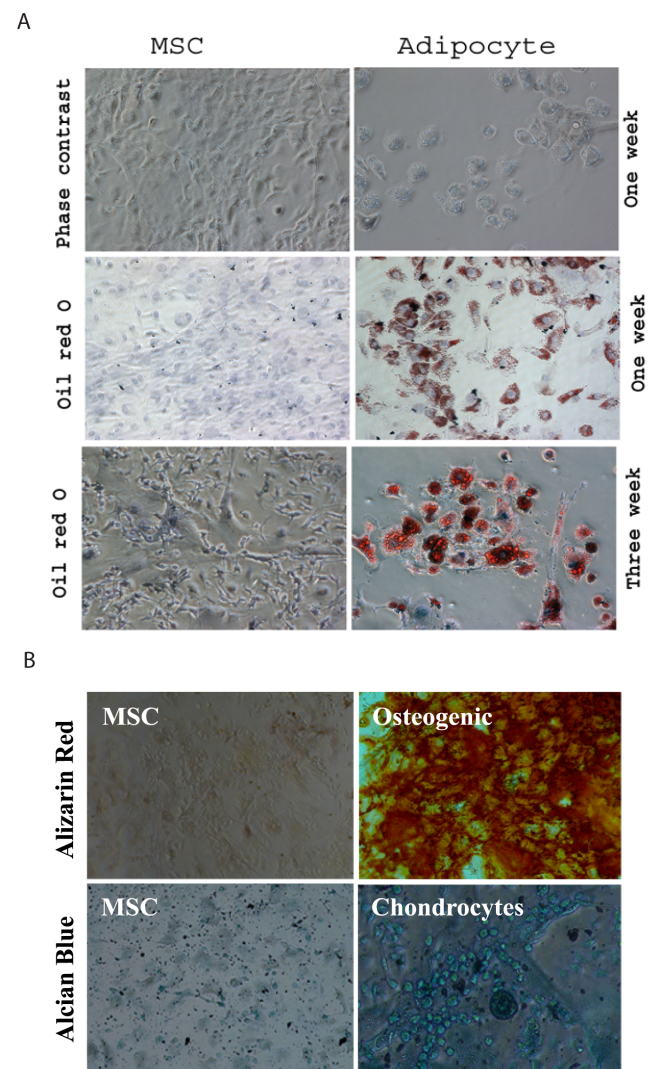 A
MSC
Adipocyte
Phase contrast
One week
Oil red O
One week
Oil red O
Three week
B
Alizarin Red
MSC
Osteogenic
Alcian Blue
MSC
Chondrocytes